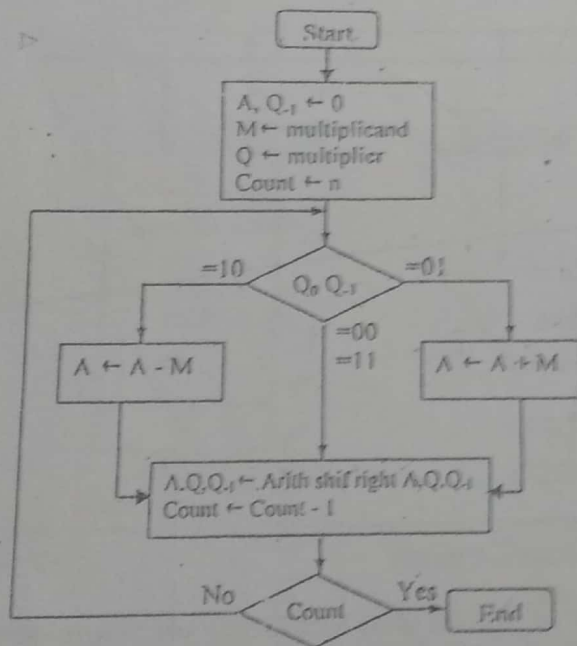 Start
A, Q-1 ← 0
M ← multiplicand
Q ← multiplier
Count ← n
=10
Q0 Q-1
=01
=00
=11
A ← A - M
A ← A + M
A,Q,Q-1 ← Arith shif right A,Q,Q-1
Count ← Count - 1
No
Count
Yes
End